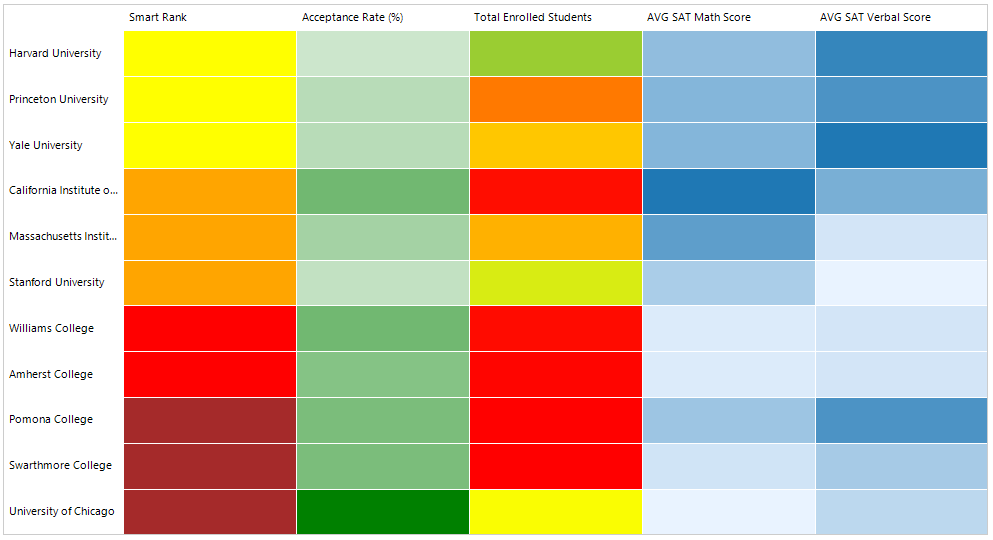 Smart Rank
Acceptance Rate (%)
Total Enrolled Students
AVG SAT Math Score
AVG SAT Verbal Score
Harvard University
Princeton University
Yale University
California Institute o...
Massachusetts Instit...
Stanford University
Williams College
Amherst College
Pomona College
Swarthmore College
University of Chicago